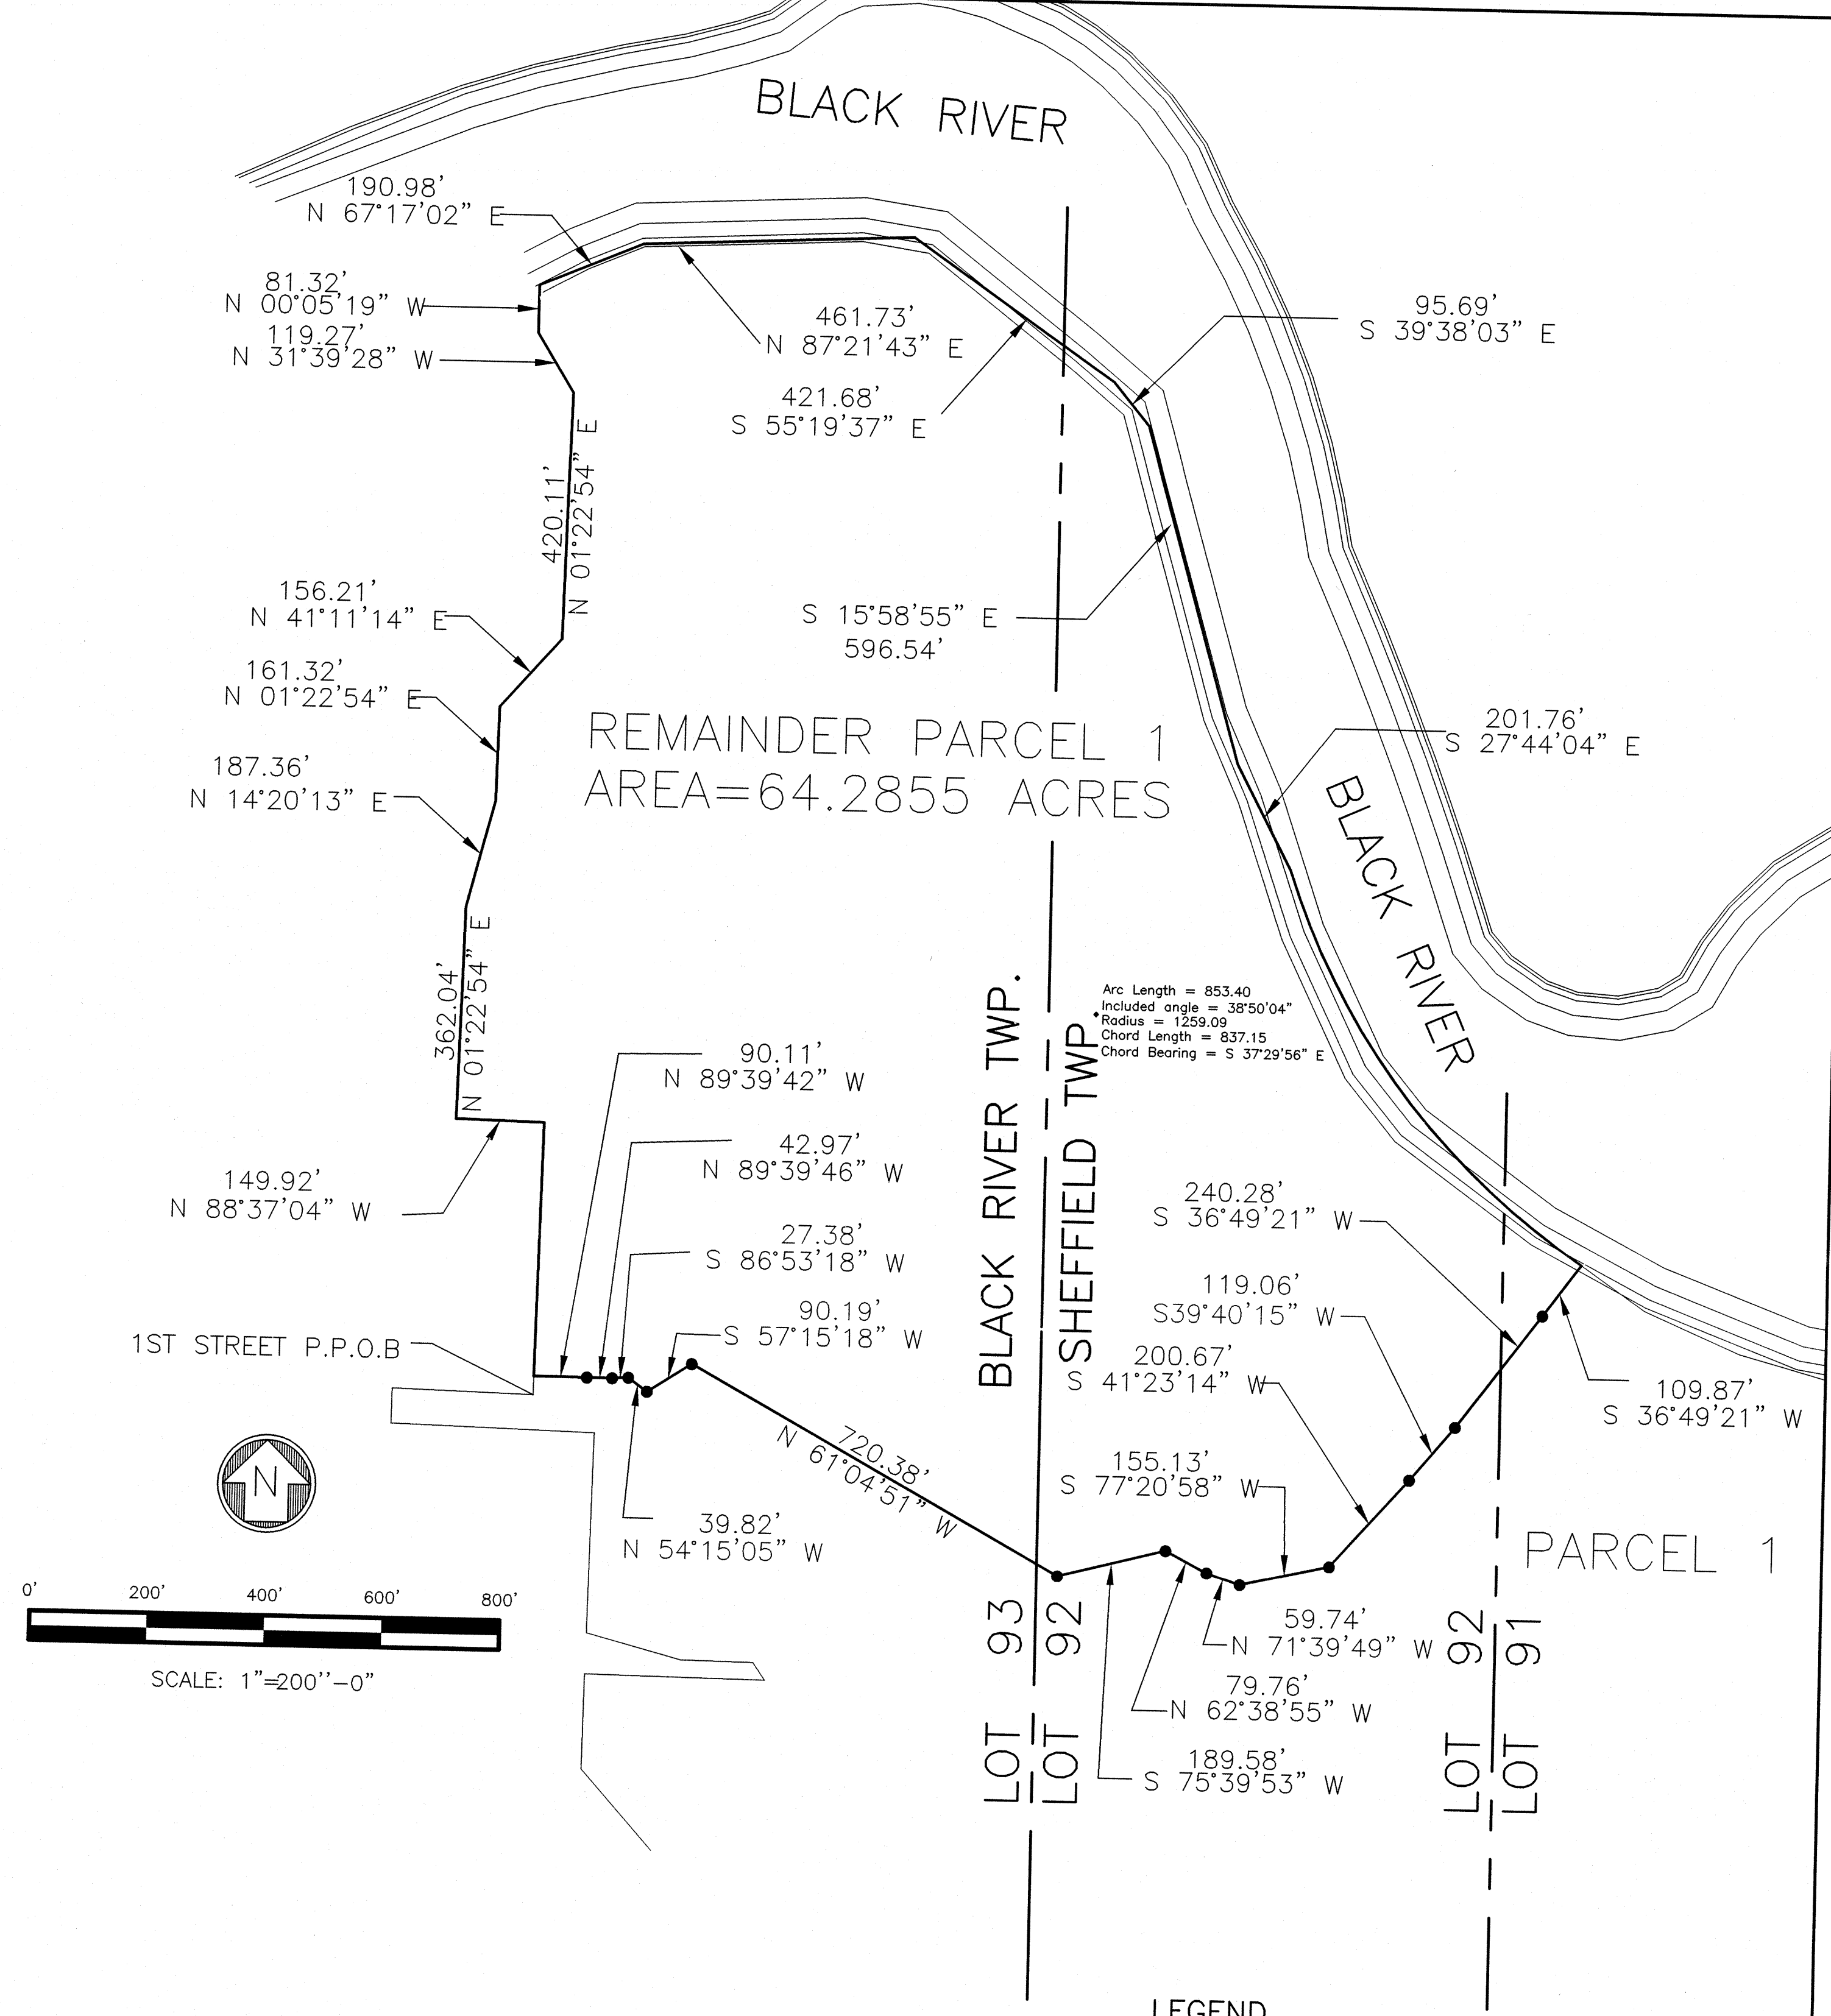 BLACK RIVER
190.98'
N 67°17'02" E
81.32'
N 00°05'19" W
119.27'
N 31°39'28" W
461.73'
N 87°21'43" E
95.69'
S 39°38'03" E
421.68'
S 55°19'37" E
420.11'
N 01°22'54" E
156.21'
N 41°11'14" E
S 15°58'55" E
596.54'
161.32'
N 01°22'54" E
REMAINDER PARCEL 1
AREA=64.2855 ACRES
201.76'
S 27°44'04" E
187.36'
N 14°20'13" E
BLACK RIVER
362.04'
N 01°22'54" E
BLACK RIVER TWP.
SHEFFIELD TWP.
Arc Length = 853.40
Included angle = 38°50'04"
Radius = 1259.09
Chord Length = 837.15
Chord Bearing = S 37°29'56" E
90.11'
N 89°39'42" W
42.97'
N 89°39'46" W
149.92'
N 88°37'04" W
240.28'
S 36°49'21" W
27.38'
S 86°53'18" W
119.06'
S39°40'15" W
90.19'
S 57°15'18" W
1ST STREET P.P.O.B
200.67'
S 41°23'14" W
109.87'
S 36°49'21" W
720.38'
N 61°04'51" W
155.13'
S 77°20'58" W
N
39.82'
N 54°15'05" W
PARCEL 1
0' 200' 400' 600' 800'
SCALE: 1"=200''-0"
59.74'
N 71°39'49" W
79.76'
N 62°38'55" W
189.58'
S 75°39'53" W
LOT 93
LOT 92
LOT 92
LOT 91
LEGEND